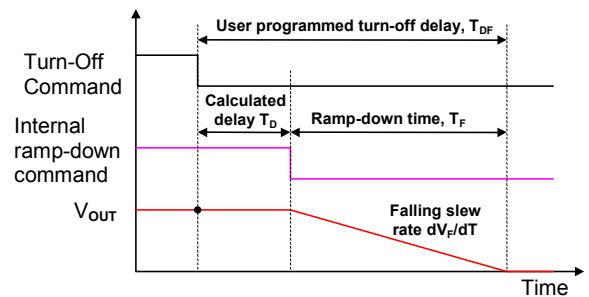 User programmed turn-off delay, TDF
Turn-Off
Command
Calculated
delay TD
Ramp-down time, TF
Internal
ramp-down
command
VOUT
Falling slew
rate dVF/dT
Time